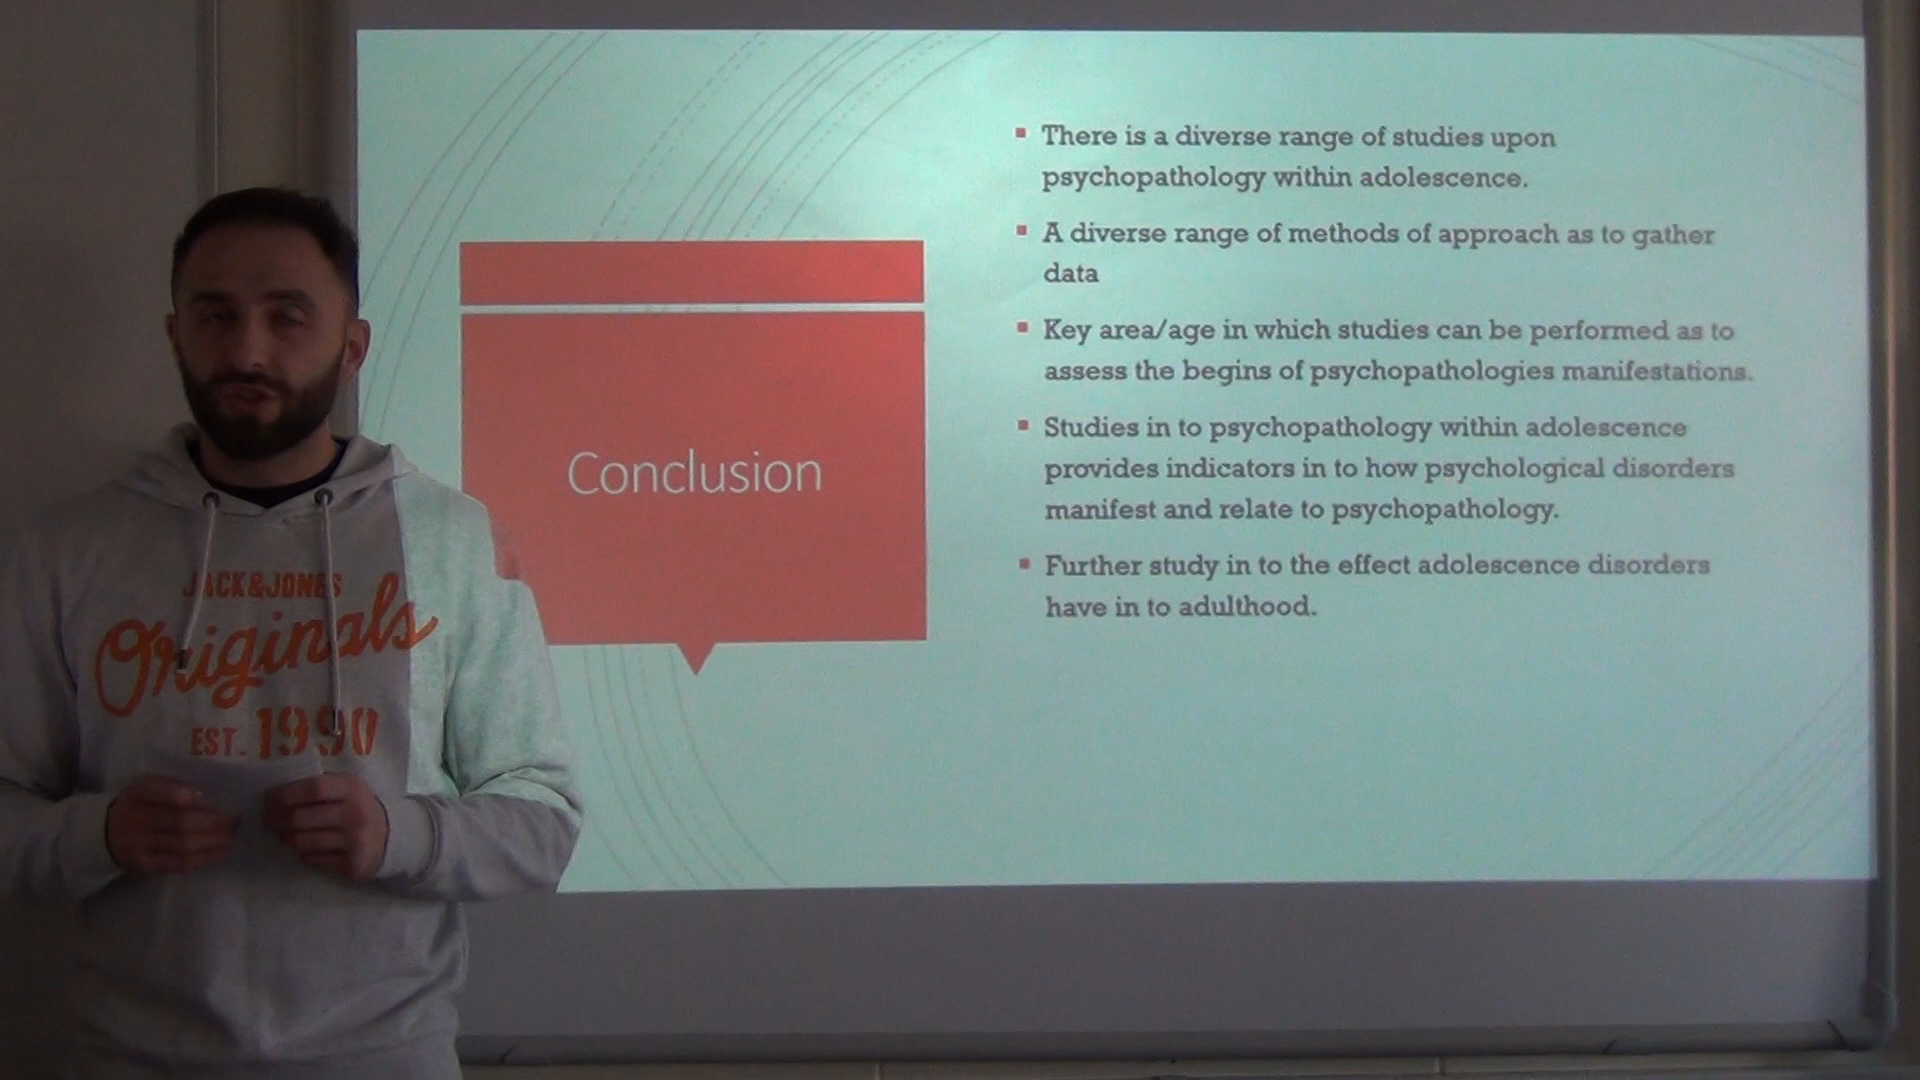 There is a diverse range of studies upon
psychopathology within adolescence.
A diverse range of methods of approach as to gather
data
Key area/age in which studies can be performed as to
assess the begins of psychopathologies manifestations.
Studies in to psychopathology within adolescence
provides indicators in to how psychological disorders
manifest and relate to psychopathology.
Further study in to the effect adolescence disorders
have in to adulthood.
Conclusion
JACK&JONES
Originals
EST. 1990